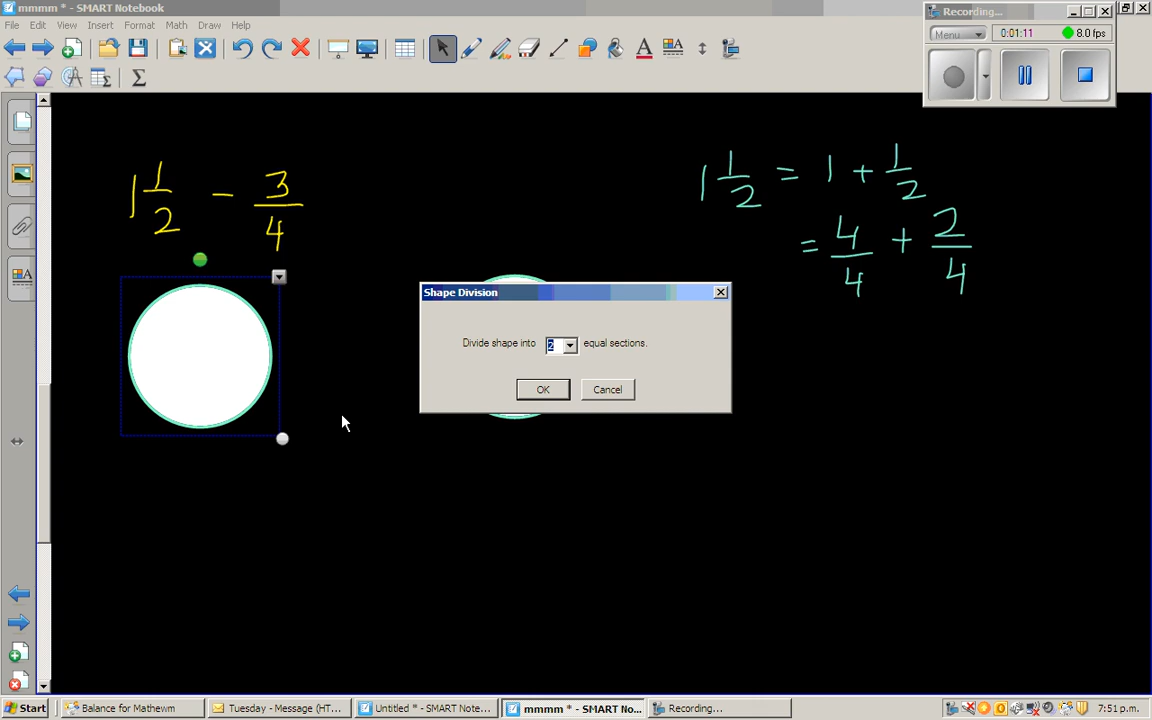 mmmm * - SMART Notebook
Recording...
File Edit View Insert Format Math Draw Help
Menu 0:01:11 8.0 fps
1 1/2 - 3/4
1 1/2 = 1 + 1/2
= 4/4 + 2/4
Shape Division
Divide shape into 2 equal sections.
OK Cancel
Start Balance for Mathewm Tuesday - Message (HT... Untitled * - SMART Note... mmmm * - SMART No... Recording... 7:51 p.m.